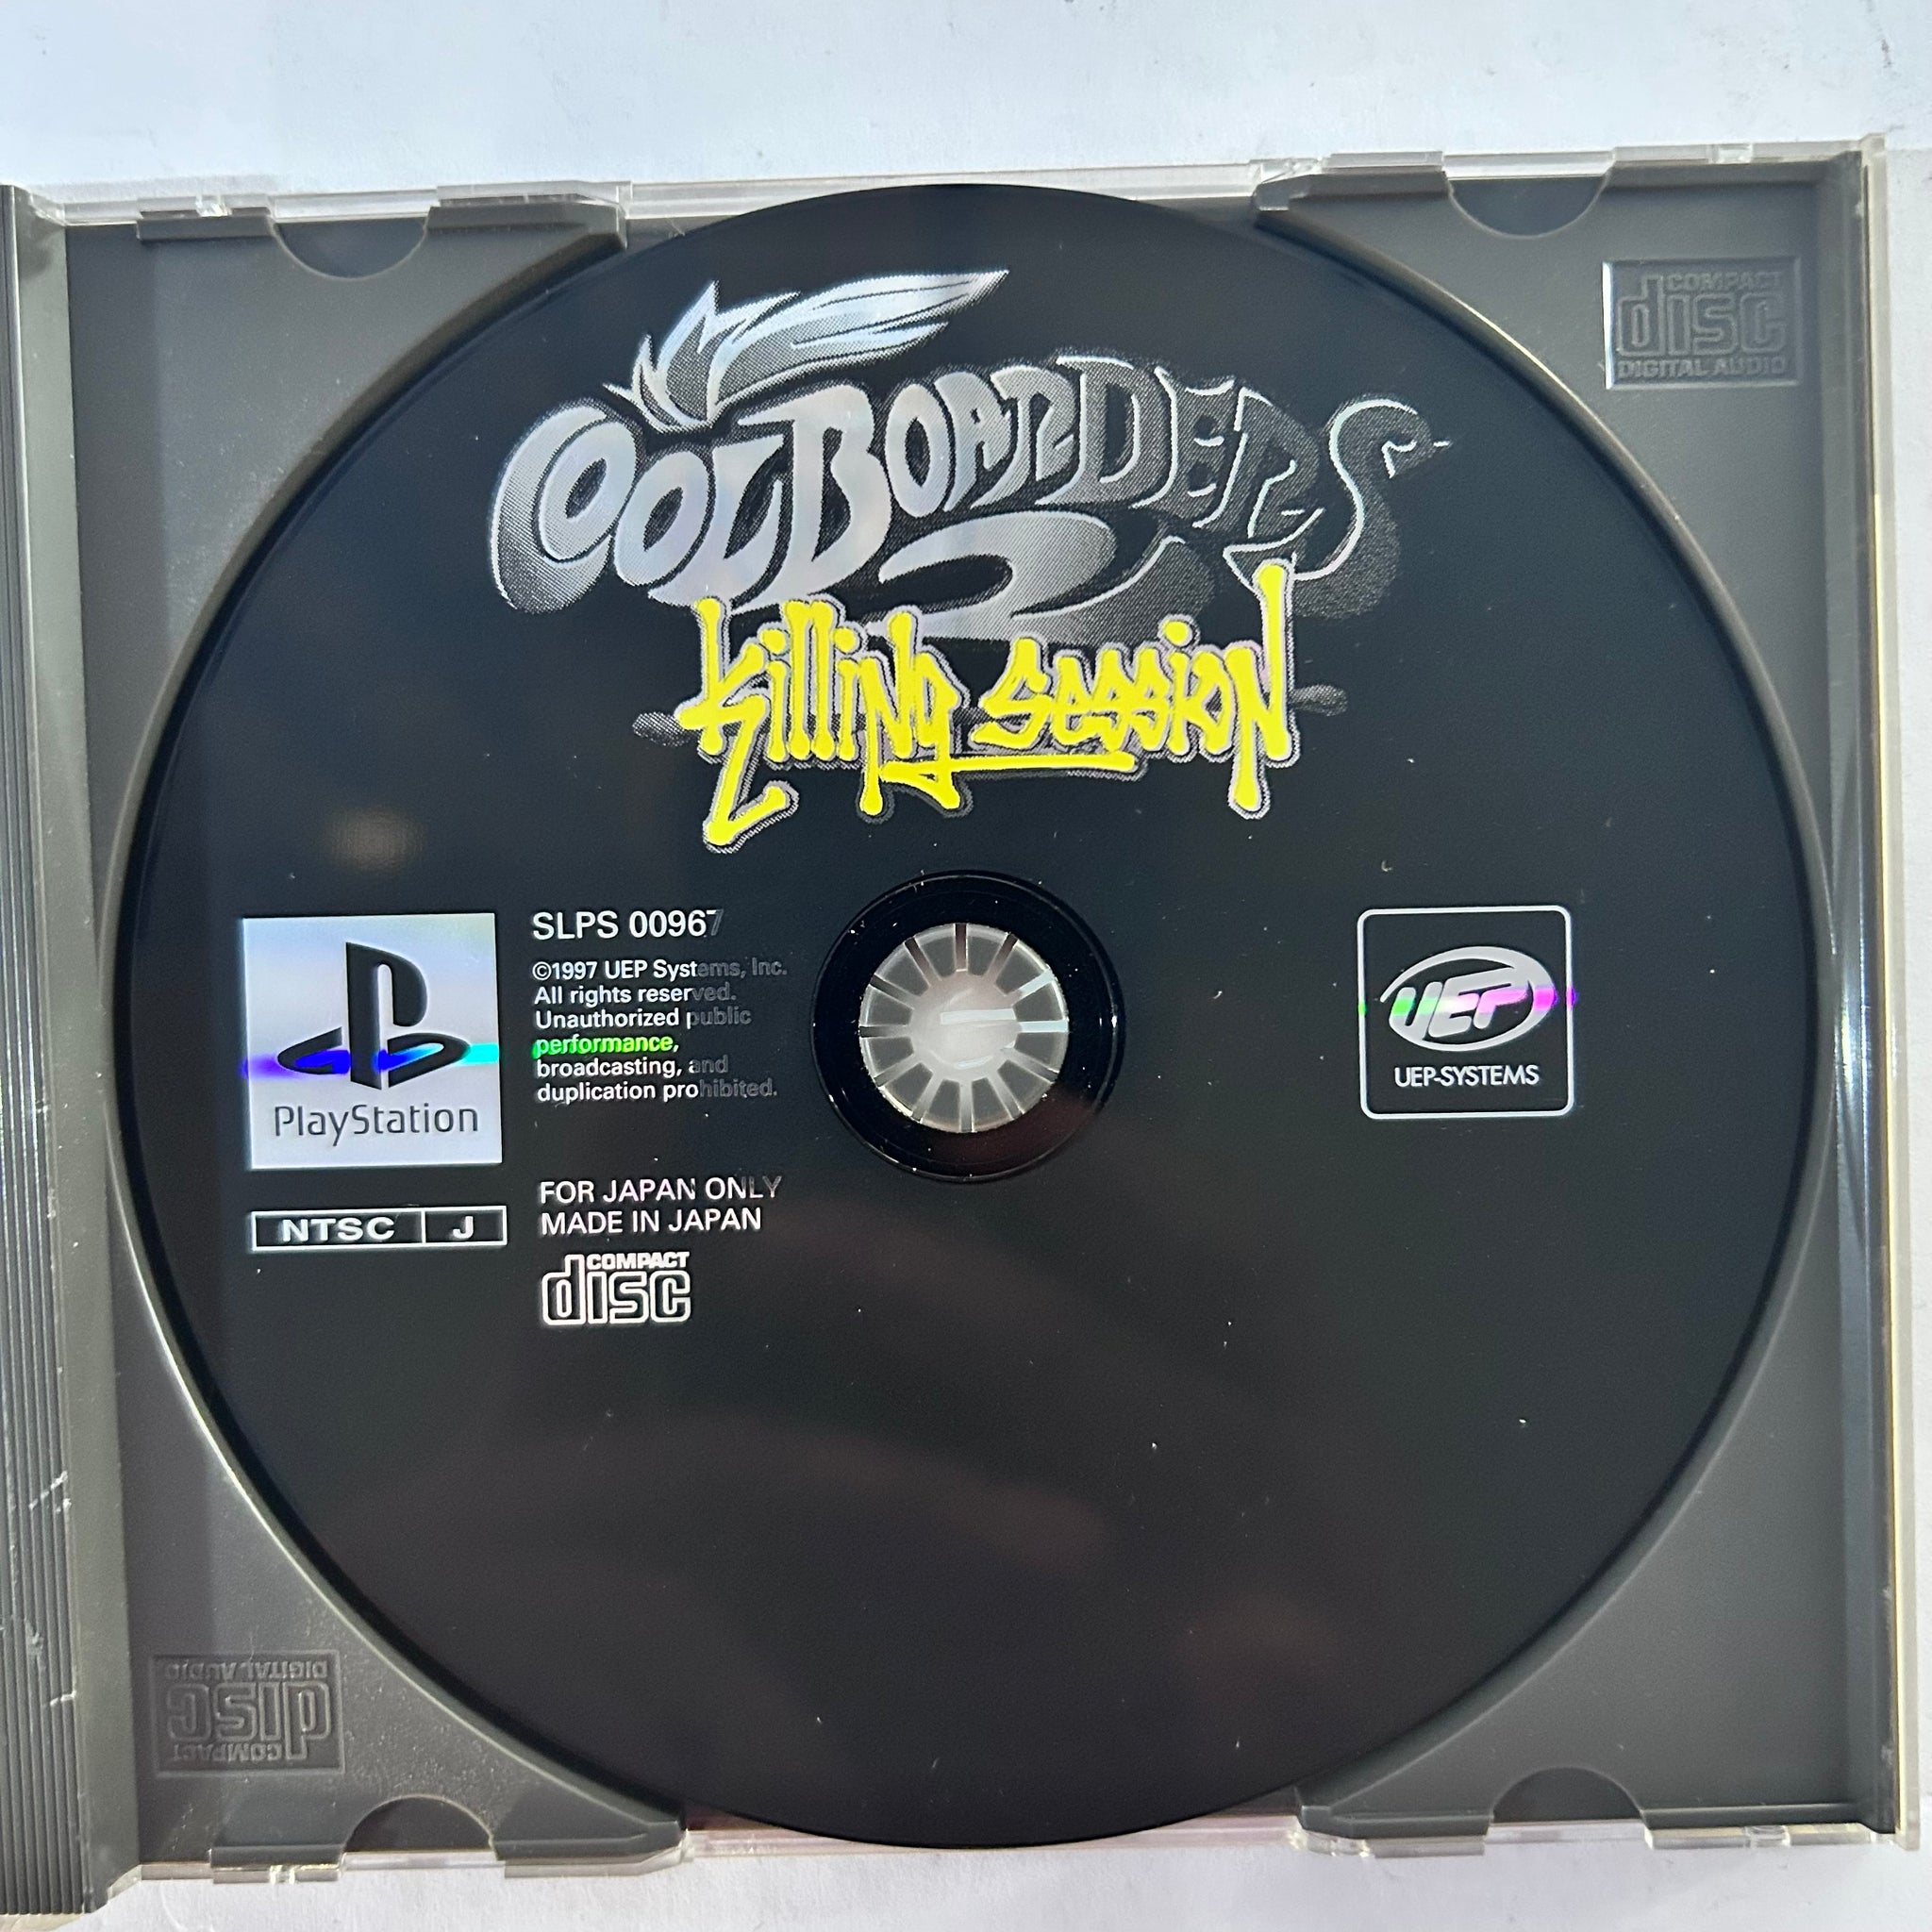 COOLBOARDERS
2
killing session
COMPACT
disc
DIGITAL AUDIO
SLPS 00967
©1997 UEP Systems, Inc.
All rights reserved.
Unauthorized public
performance,
broadcasting, and
duplication prohibited.
PlayStation
UEP
UEP-SYSTEMS
FOR JAPAN ONLY
MADE IN JAPAN
NTSC J
COMPACT
disc
COMPACT
disc
DIGITAL AUDIO